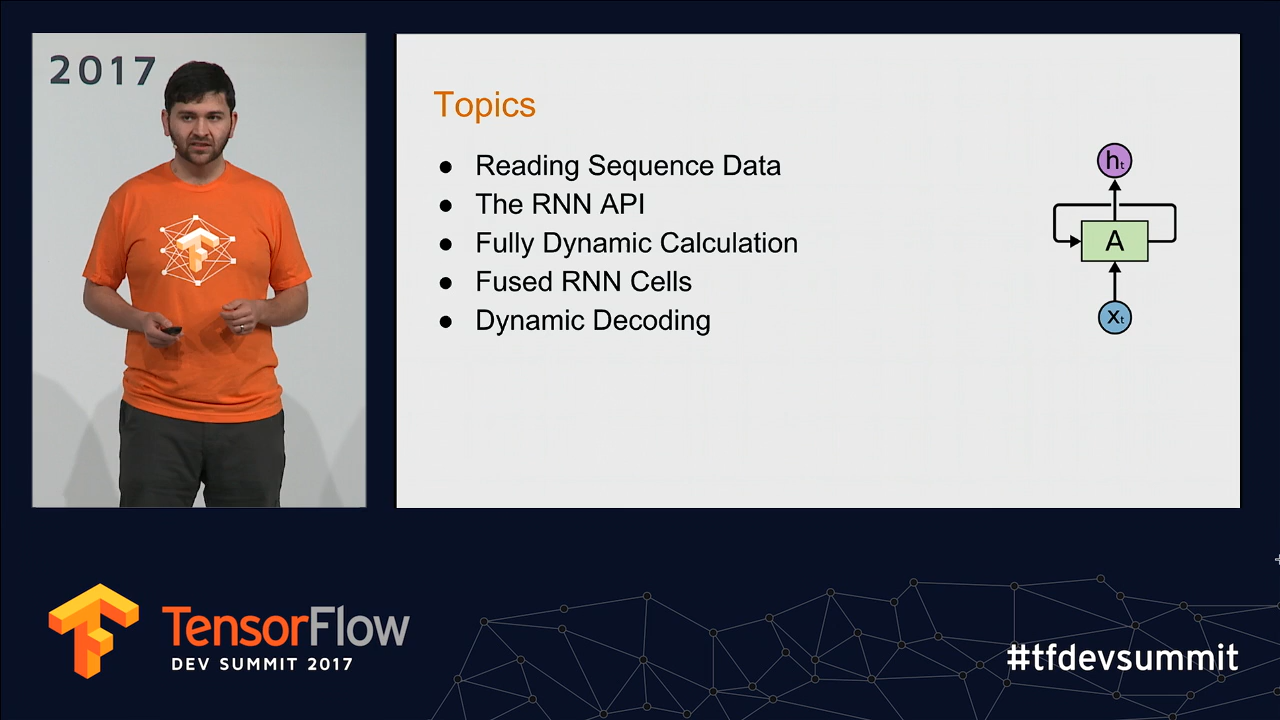 2017
Topics
● Reading Sequence Data
● The RNN API
● Fully Dynamic Calculation
● Fused RNN Cells
● Dynamic Decoding
hₜ
A
xₜ
TensorFlow
DEV SUMMIT 2017
#tfdevsummit